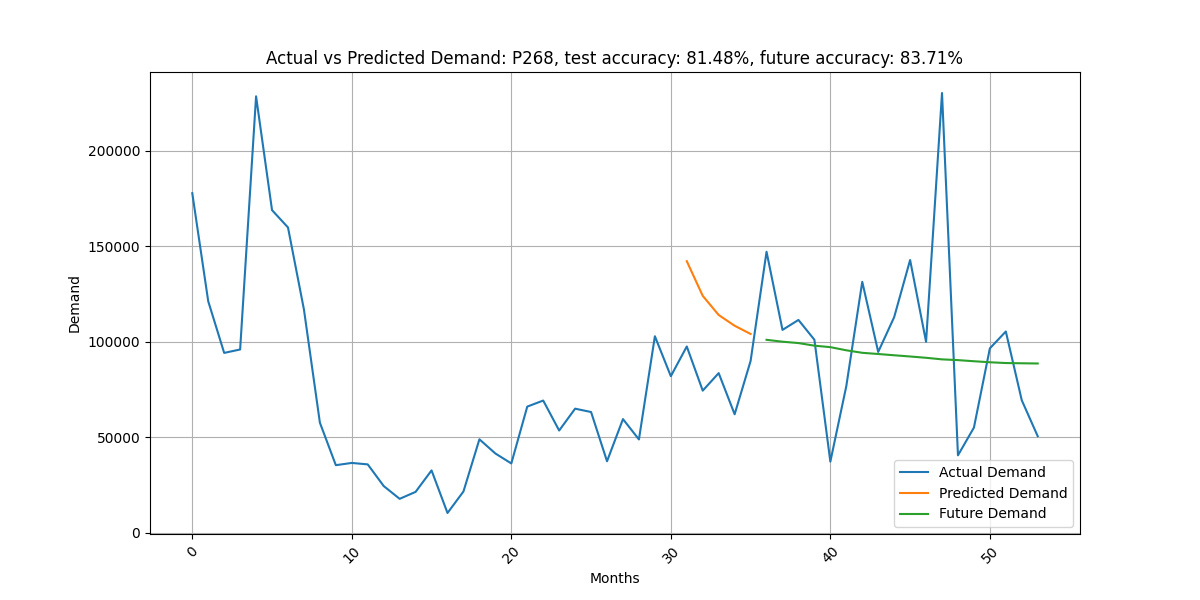 Actual vs Predicted Demand: P268, test accuracy: 81.48%, future accuracy: 83.71%
Demand
200000
150000
100000
50000
0
0
10
20
30
40
50
Months
Actual Demand
Predicted Demand
Future Demand